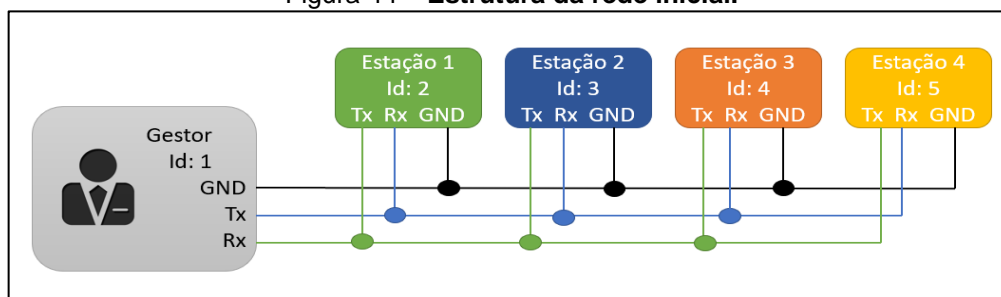 Estrutura da rede inicial.
Estação 1
Id: 2
Tx Rx GND
Estação 2
Id: 3
Tx Rx GND
Estação 3
Id: 4
Tx Rx GND
Estação 4
Id: 5
Tx Rx GND
Gestor
Id: 1
GND
Tx
Rx